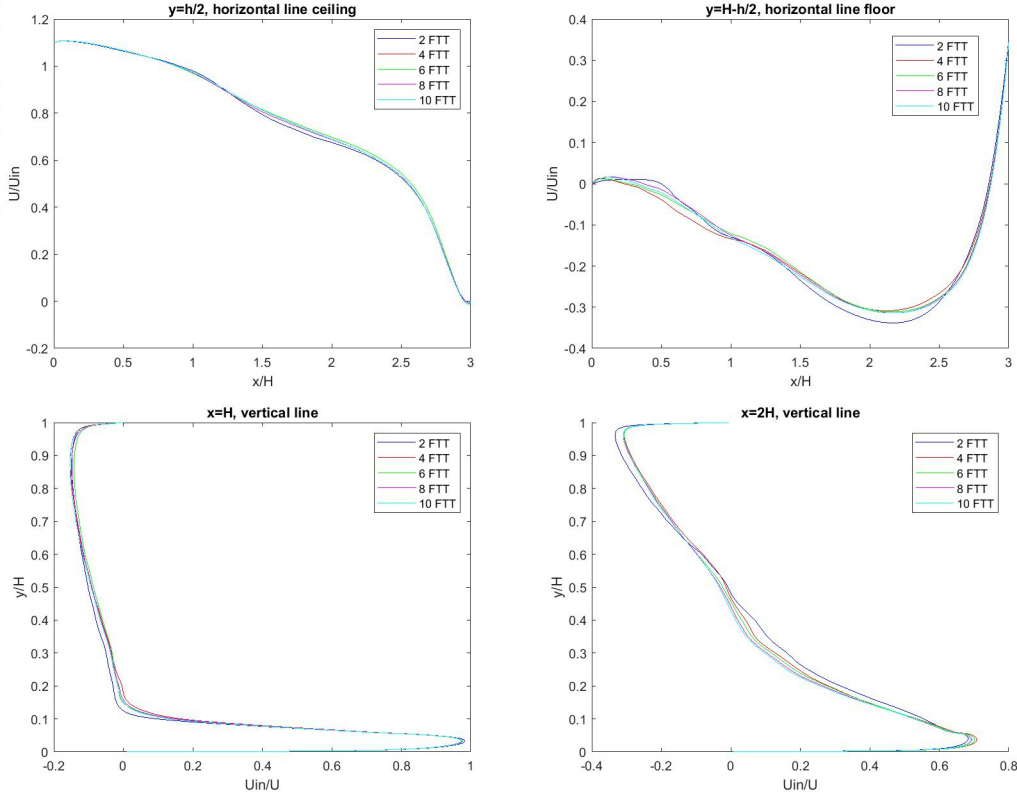 y=h/2, horizontal line ceiling
1.2
1
0.8
0.6
0.4
0.2
0
-0.2
U/Uin
0
0.5
1
1.5
2
2.5
3
x/H
2 FTT
4 FTT
6 FTT
8 FTT
10 FTT
y=H-h/2, horizontal line floor
0.4
0.3
0.2
0.1
0
-0.1
-0.2
-0.3
-0.4
U/Uin
0
0.5
1
1.5
2
2.5
3
x/H
2 FTT
4 FTT
6 FTT
8 FTT
10 FTT
x=H, vertical line
1
0.9
0.8
0.7
0.6
0.5
0.4
0.3
0.2
0.1
0
y/H
-0.2
0
0.2
0.4
0.6
0.8
1
Uin/U
2 FTT
4 FTT
6 FTT
8 FTT
10 FTT
x=2H, vertical line
1
0.9
0.8
0.7
0.6
0.5
0.4
0.3
0.2
0.1
0
y/H
-0.4
-0.2
0
0.2
0.4
0.6
0.8
Uin/U
2 FTT
4 FTT
6 FTT
8 FTT
10 FTT